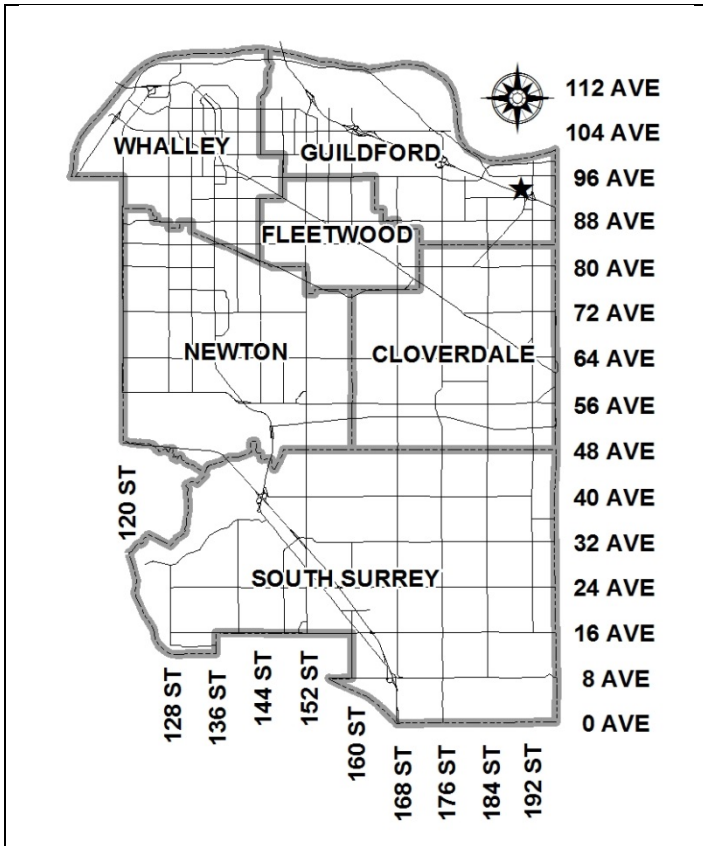 112 AVE
104 AVE
WHALLEY
GUILDFORD
96 AVE
88 AVE
FLEETWOOD
80 AVE
72 AVE
NEWTON
CLOVERDALE
64 AVE
56 AVE
48 AVE
120 ST
40 AVE
32 AVE
SOUTH SURREY
24 AVE
16 AVE
8 AVE
0 AVE
128 ST
136 ST
144 ST
152 ST
160 ST
168 ST
176 ST
184 ST
192 ST